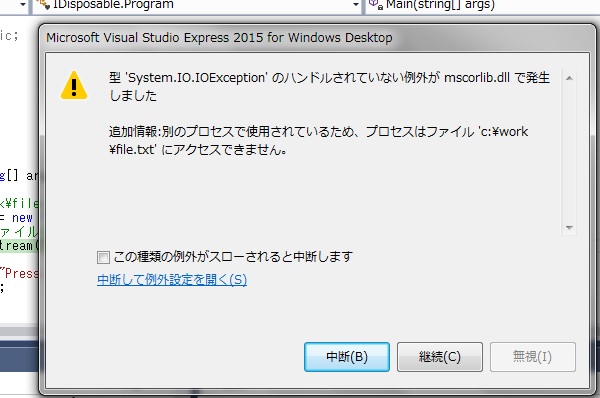 IDisposable.Program
Main(string[] args)
ic;
Microsoft Visual Studio Express 2015 for Windows Desktop
型 'System.IO.IOException' のハンドルされていない例外が mscorlib.dll で発生
しました
追加情報:別のプロセスで使用されているため、プロセスはファイル 'c:¥work
¥file.txt' にアクセスできません。
g[] ar
k¥file
= new
ァイル
tream(
この種類の例外がスローされると中断します
"Press
中断して例外設定を開く(S)
;
中断(B)
継続(C)
無視(I)